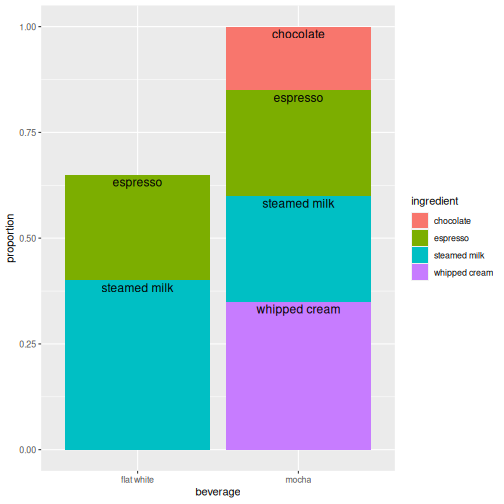 1.00
0.75
0.50
0.25
0.00
proportion
chocolate
espresso
espresso
steamed milk
steamed milk
whipped cream
flat white
mocha
beverage
ingredient
chocolate
espresso
steamed milk
whipped cream